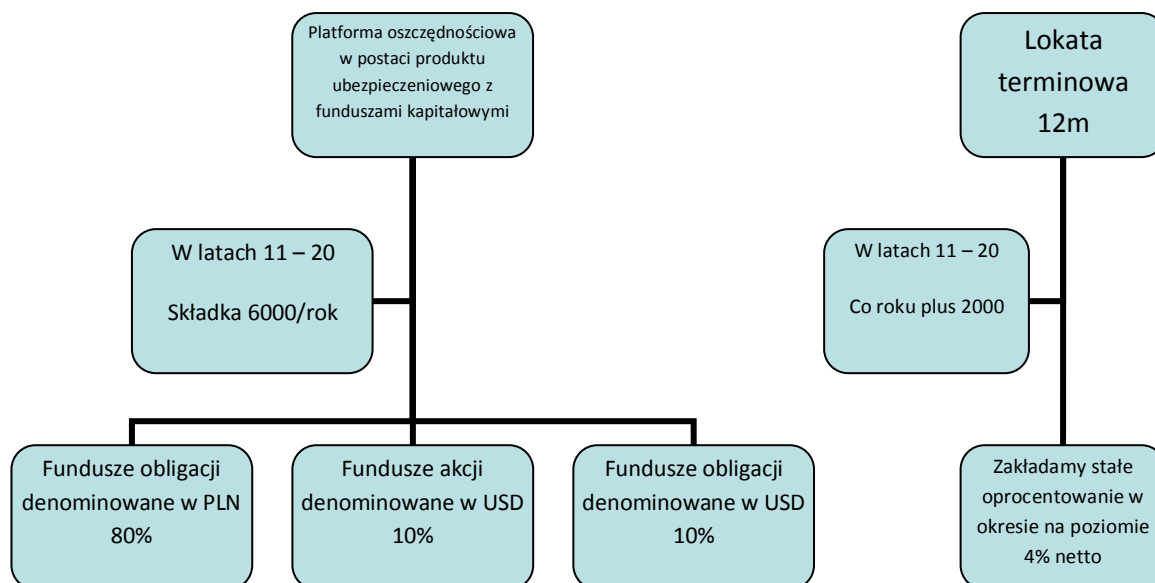 Platforma oszczędnościowa
w postaci produktu
ubezpieczeniowego z
funduszami kapitałowymi
Lokata
terminowa
12m
W latach 11 – 20
Składka 6000/rok
W latach 11 – 20
Co roku plus 2000
Fundusze obligacji
denominowane w PLN
80%
Fundusze akcji
denominowane w USD
10%
Fundusze obligacji
denominowane w USD
10%
Zakładamy stałe
oprocentowanie w
okresie na poziomie
4% netto